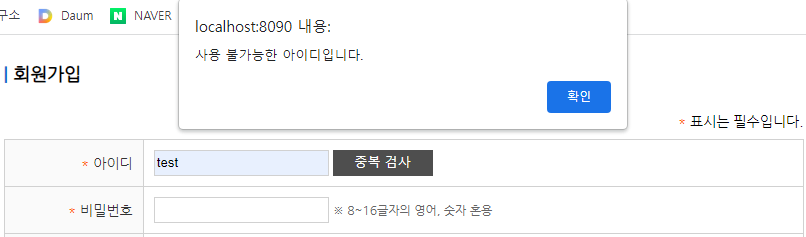 구소 Daum NAVER
localhost:8090 내용:
사용 불가능한 아이디입니다.
확인
| 회원가입
* 표시는 필수입니다.
* 아이디 test 중복 검사
* 비밀번호 ※ 8~16글자의 영어, 숫자 혼용